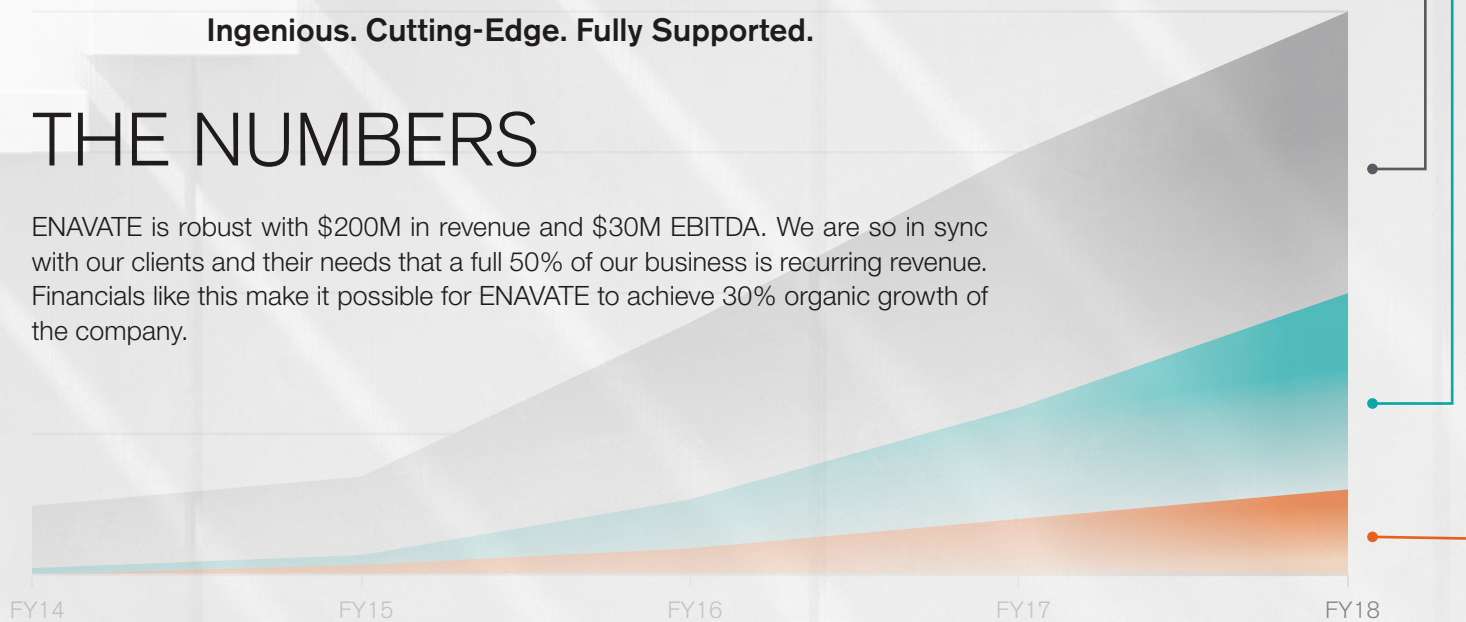 Ingenious. Cutting-Edge. Fully Supported.
THE NUMBERS
ENAVATE is robust with $200M in revenue and $30M EBITDA. We are so in sync
with our clients and their needs that a full 50% of our business is recurring revenue.
Financials like this make it possible for ENAVATE to achieve 30% organic growth of
the company.
FY14 FY15 FY16 FY17 FY18